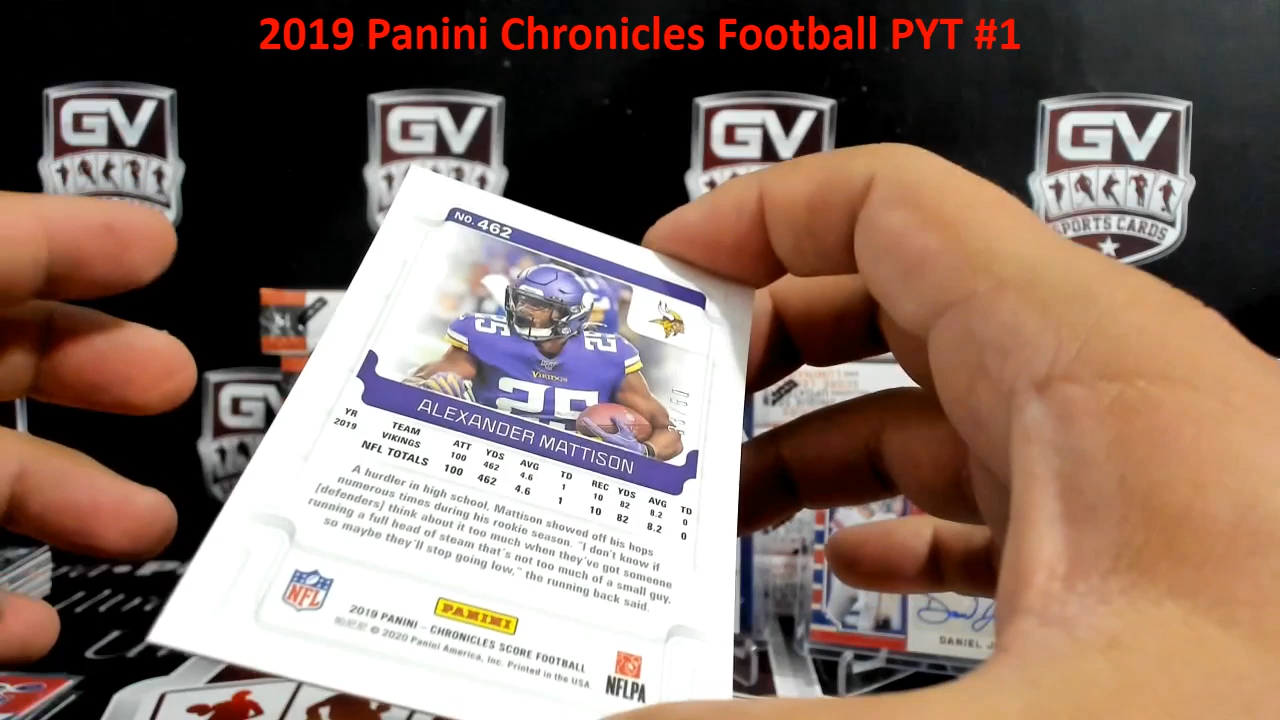 2019 Panini Chronicles Football PYT #1
GV
GV
GV
GV
SPORTS CARDS
NO. 462
25
25
VIKINGS
25
/60
ALEXANDER MATTISON
YR TEAM ATT YDS AVG TD REC YDS AVG TD
2019 VIKINGS 100 462 4.6 1 10 82 8.2 0
NFL TOTALS 100 462 4.6 1 10 82 8.2 0
A hurdler in high school, Mattison showed off his hops
numerous times during his rookie season. "I don't know if
[defenders] think about it too much when they've got someone
running a full head of steam that's not too much of a small guy,
so maybe they'll stop going low," the running back said.
NFL
PANINI
2019 PANINI – CHRONICLES SCORE FOOTBALL
© 2020 Panini America, Inc. Printed in the USA.
NFLPA
DANIEL J